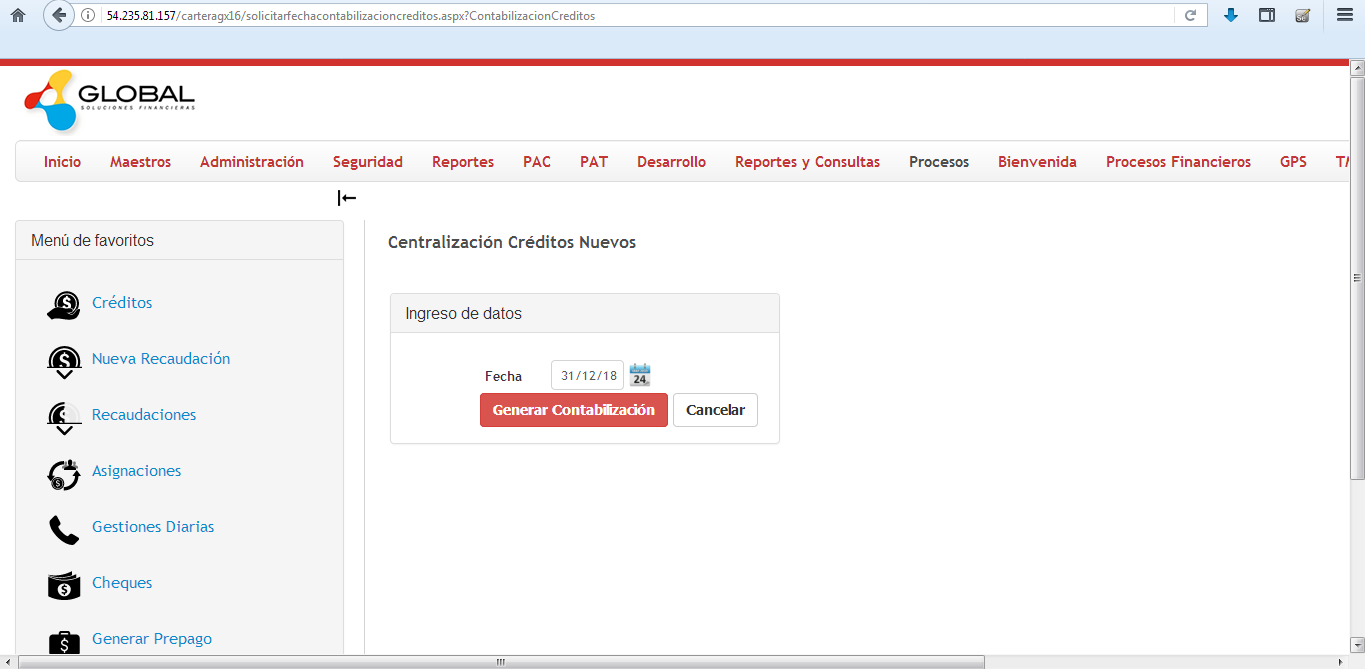 54.235.81.157/carteragx16/solicitarfechacontabilizacioncreditos.aspx?ContabilizacionCreditos
GLOBAL
SOLUCIONES FINANCIERAS
Inicio Maestros Administración Seguridad Reportes PAC PAT Desarrollo Reportes y Consultas Procesos Bienvenida Procesos Financieros GPS
Menú de favoritos
Centralización Créditos Nuevos
Créditos
Ingreso de datos
Nueva Recaudación
Fecha 31/12/18 24
Recaudaciones
Generar Contabilización Cancelar
Asignaciones
Gestiones Diarias
Cheques
Generar Prepago